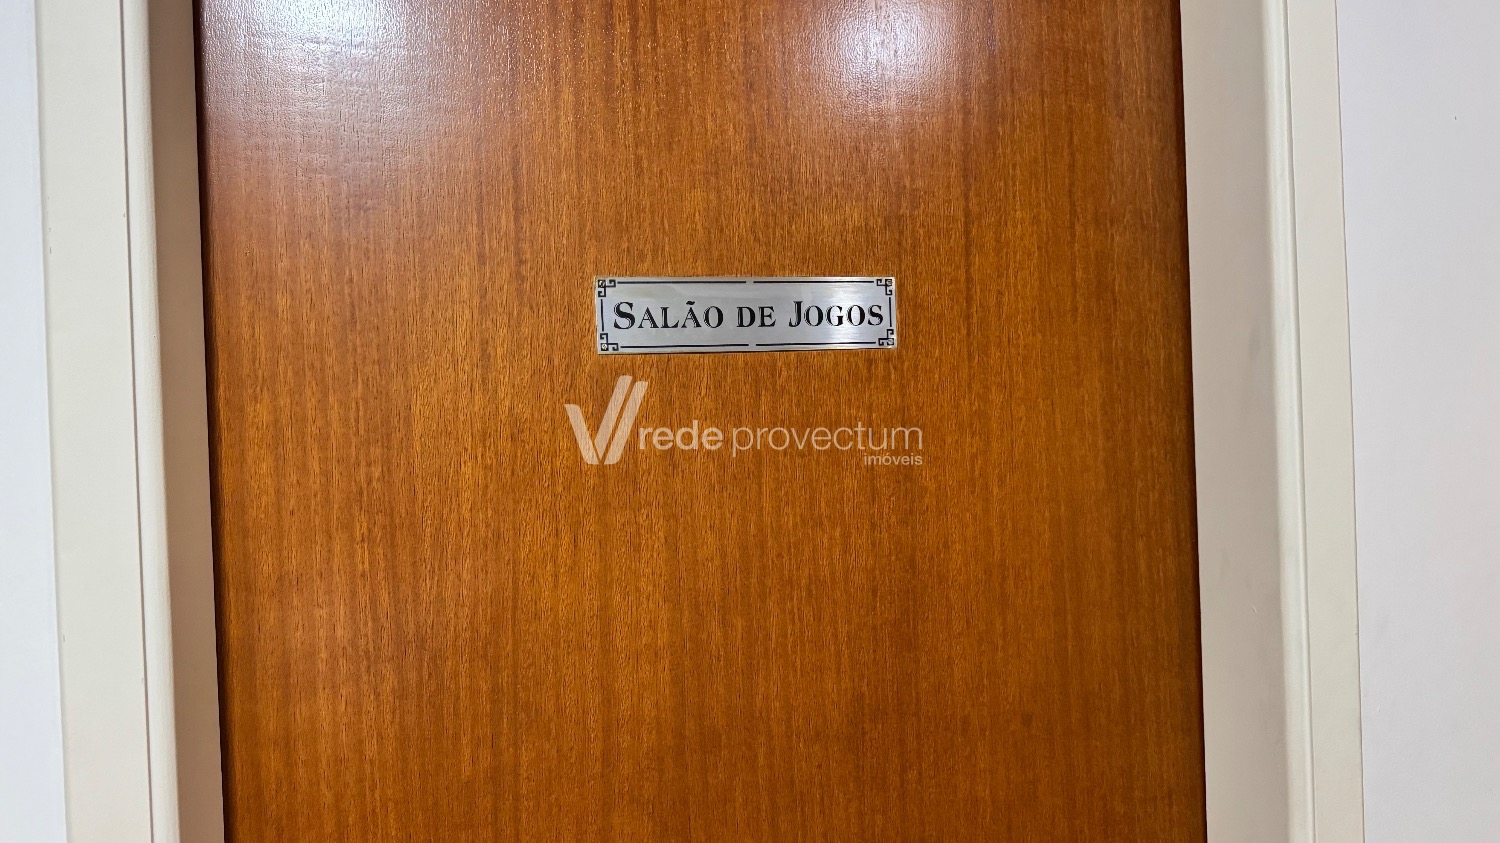 SALÃO DE JOGOS
rede provectum
imóveis